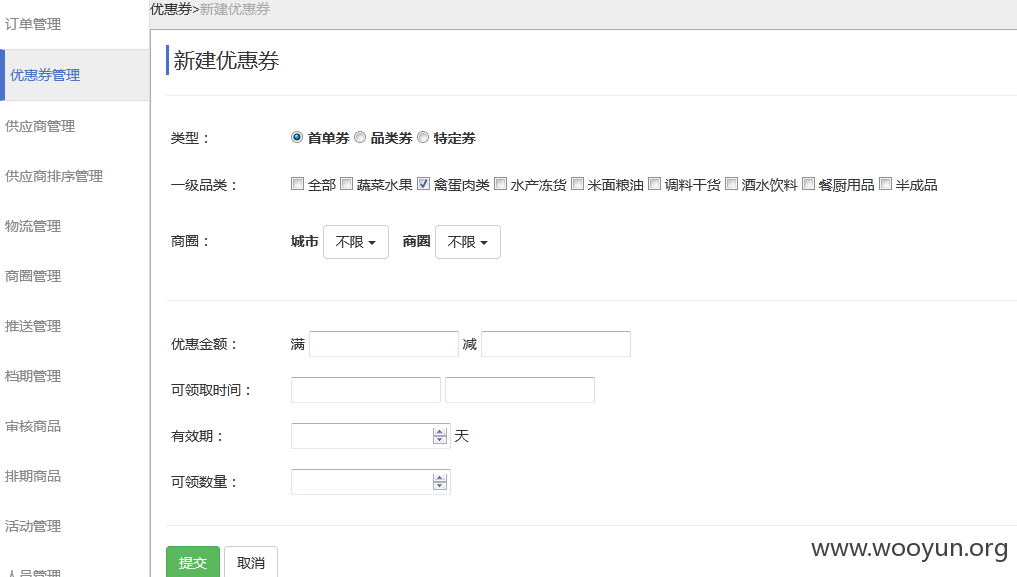 优惠券>新建优惠券
订单管理
优惠券管理
供应商管理
供应商排序管理
物流管理
商圈管理
推送管理
档期管理
审核商品
排期商品
活动管理
人员管理
新建优惠券
类型： 首单券 品类券 特定券
一级品类： 全部 蔬菜水果 禽蛋肉类 水产冻货 米面粮油 调料干货 酒水饮料 餐厨用品 半成品
商圈： 城市 不限 商圈 不限
优惠金额： 满 减
可领取时间：
有效期： 天
可领数量：
提交 取消
www.wooyun.org